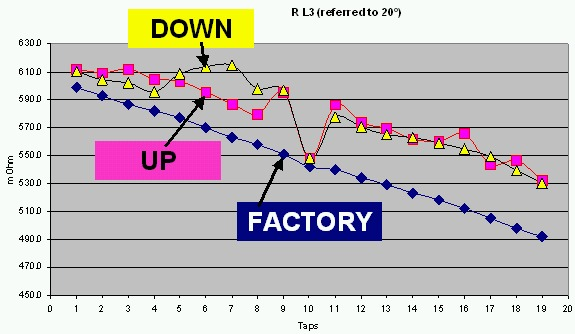 R L3 (referred to 20°)
DOWN
UP
FACTORY
m Ohm
630.0
610.0
590.0
570.0
550.0
530.0
510.0
490.0
470.0
450.0
0 1 2 3 4 5 6 7 8 9 10 11 12 13 14 15 16 17 18 19 20
Taps